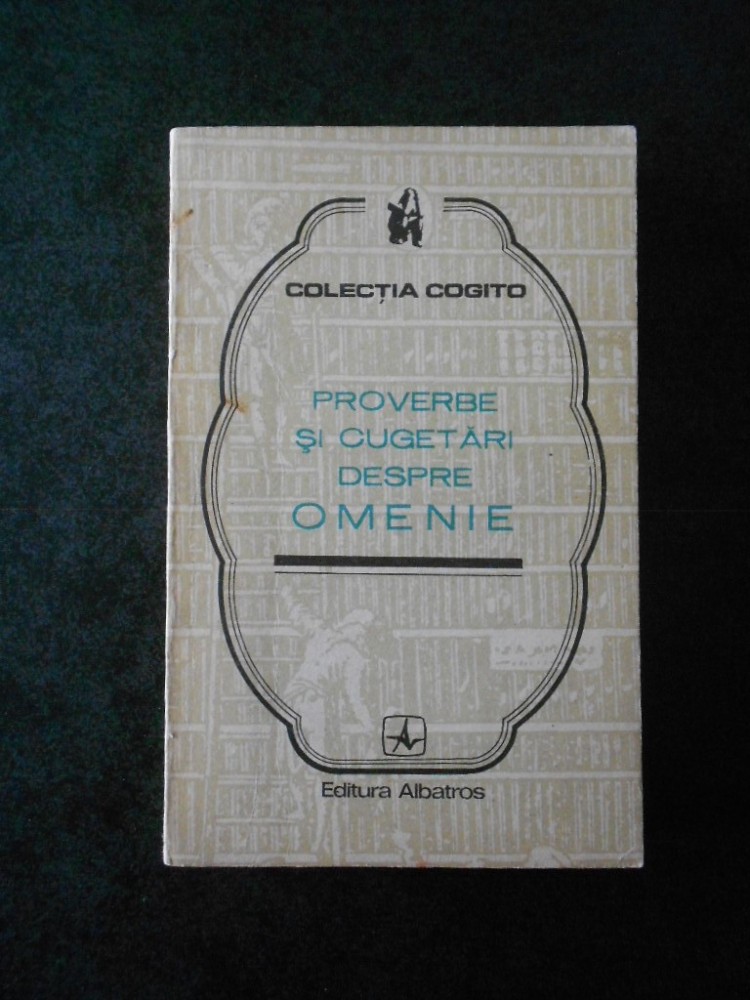 COLECȚIA COGITO
PROVERBE
ȘI CUGETĂRI
DESPRE
OMENIE
Editura Albatros